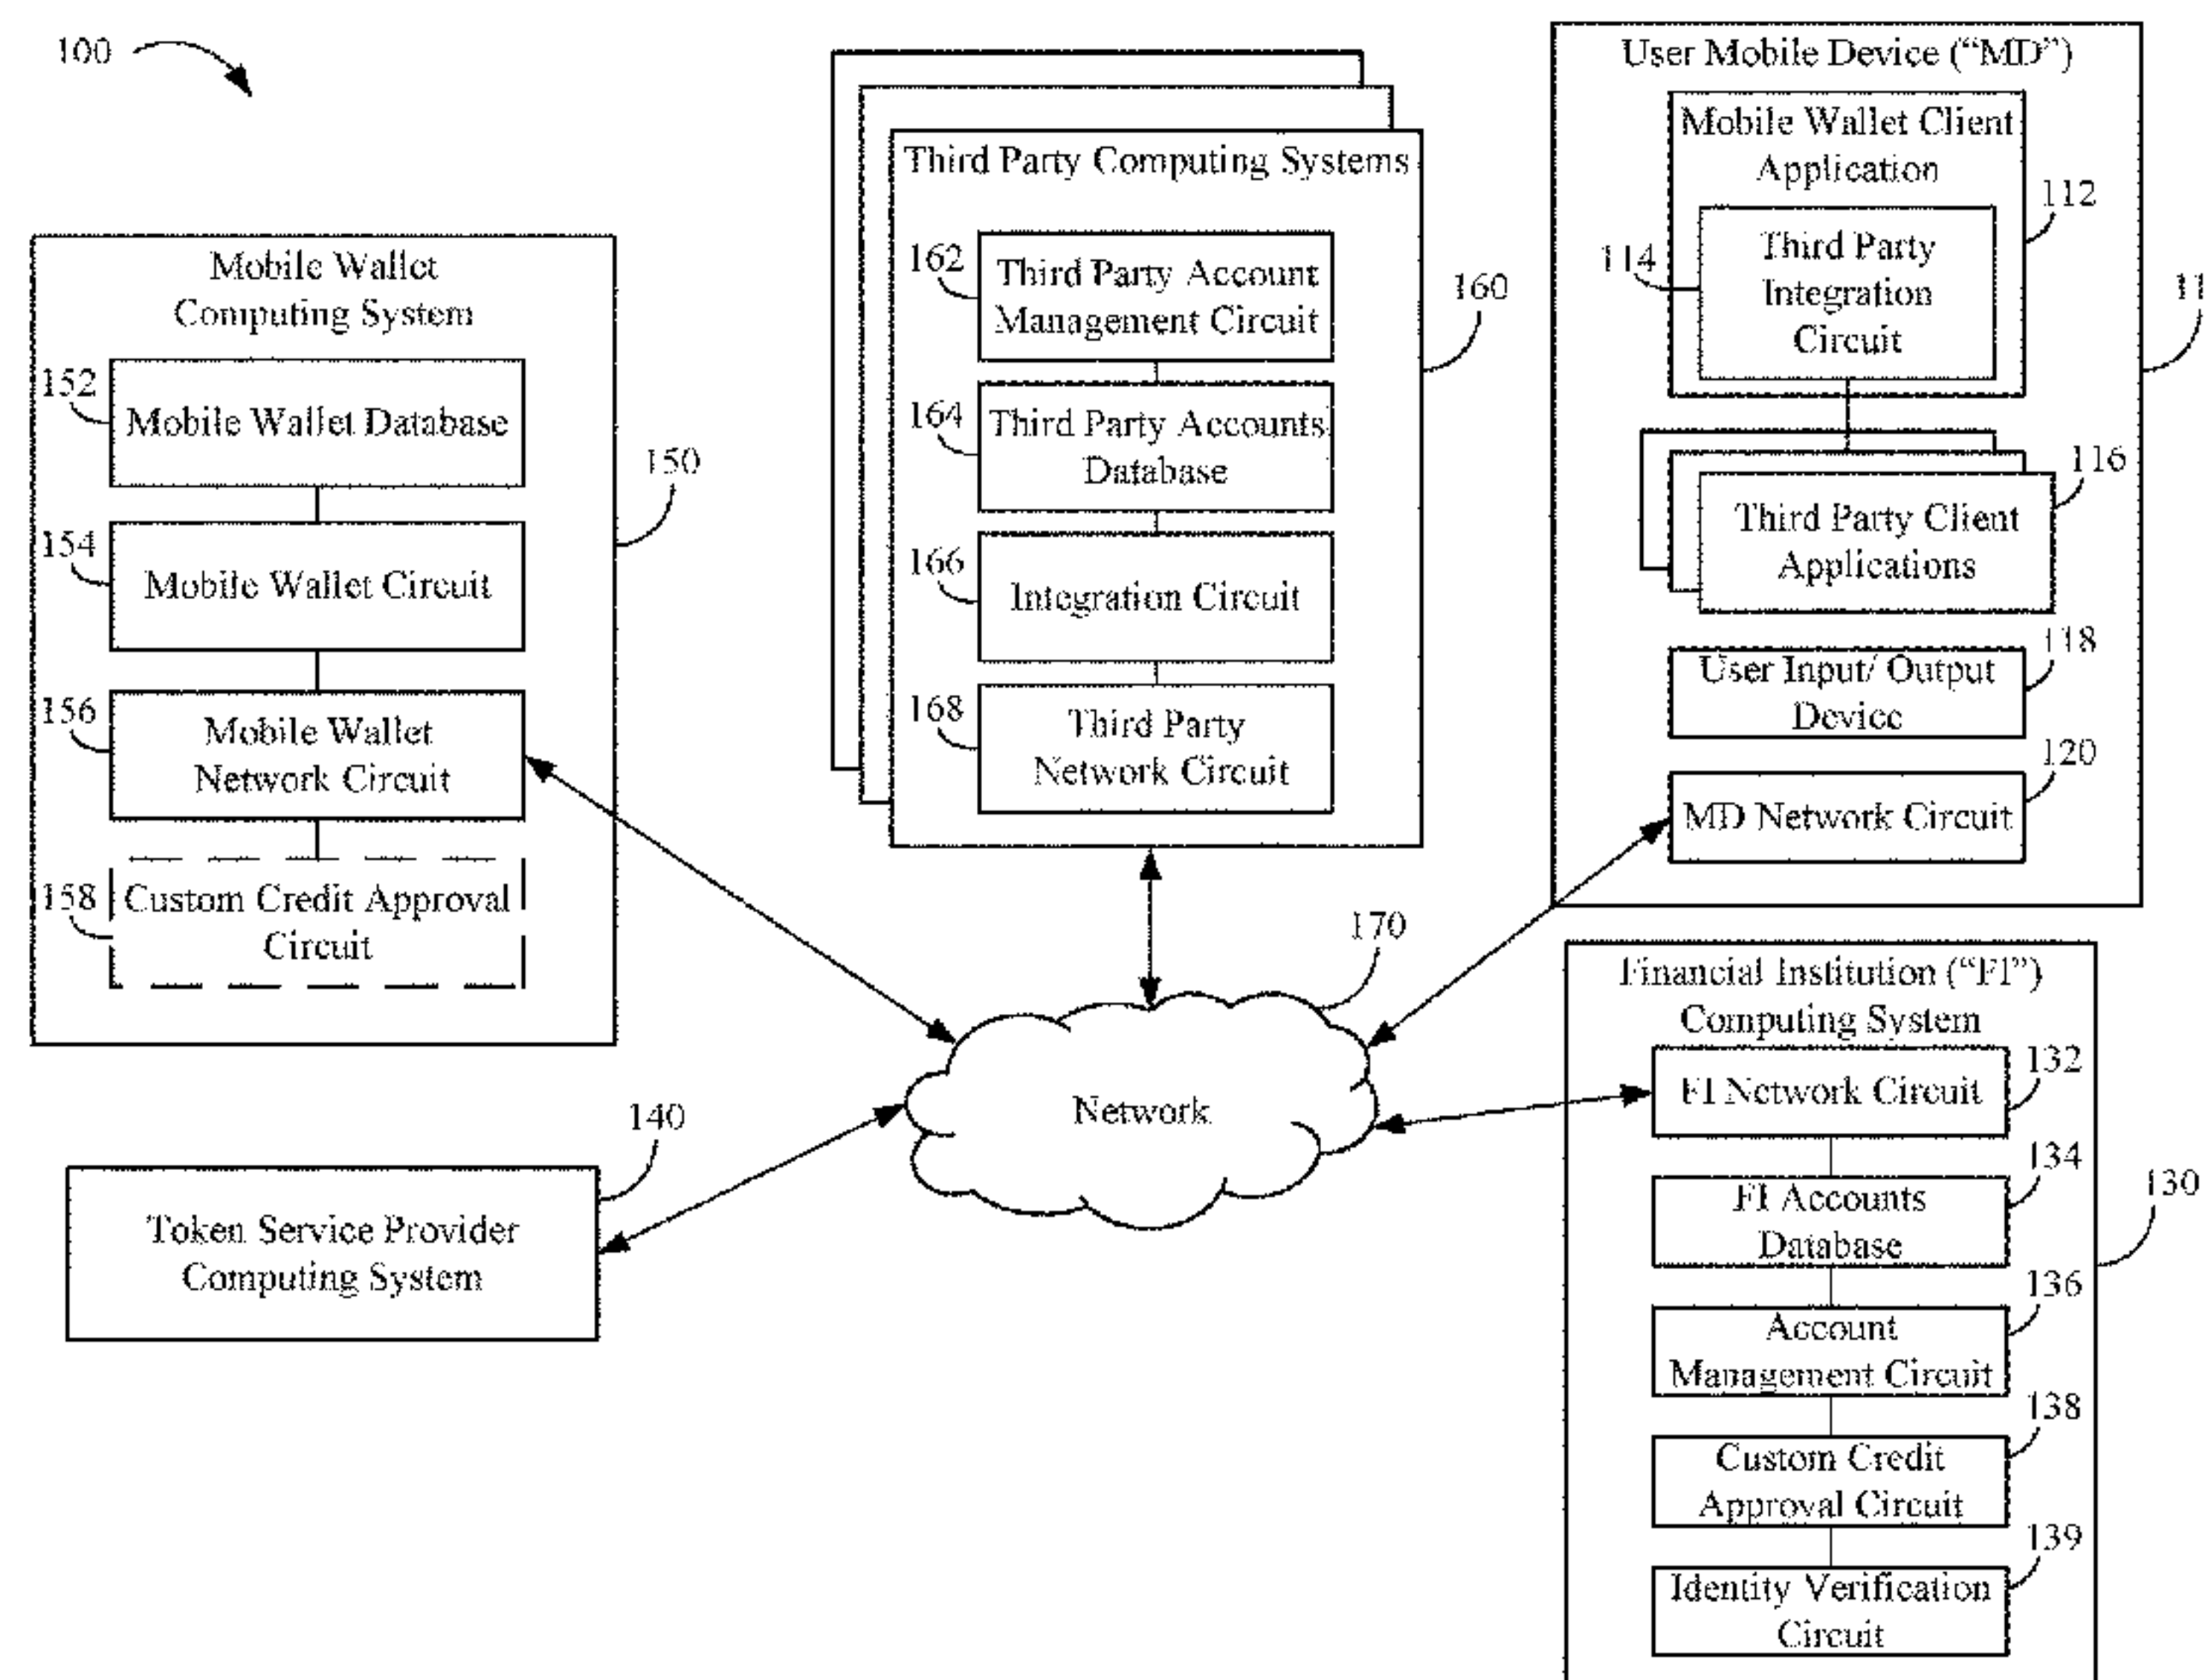 100
Mobile Wallet
Computing System
152
Mobile Wallet Database
150
154
Mobile Wallet Circuit
156
Mobile Wallet
Network Circuit
158
Custom Credit Approval
Circuit
Third Party Computing Systems
162
Third Party Account
Management Circuit
160
164
Third Party Accounts
Database
166
Integration Circuit
168
Third Party
Network Circuit
User Mobile Device (“MD”)
Mobile Wallet Client
Application
112
114
Third Party
Integration
Circuit
11
116
Third Party Client
Applications
118
User Input/ Output
Device
120
MD Network Circuit
170
Network
140
Token Service Provider
Computing System
Financial Institution (“FI”)
Computing System
132
FI Network Circuit
134
FI Accounts
Database
130
136
Account
Management Circuit
138
Custom Credit
Approval Circuit
139
Identity Verification
Circuit